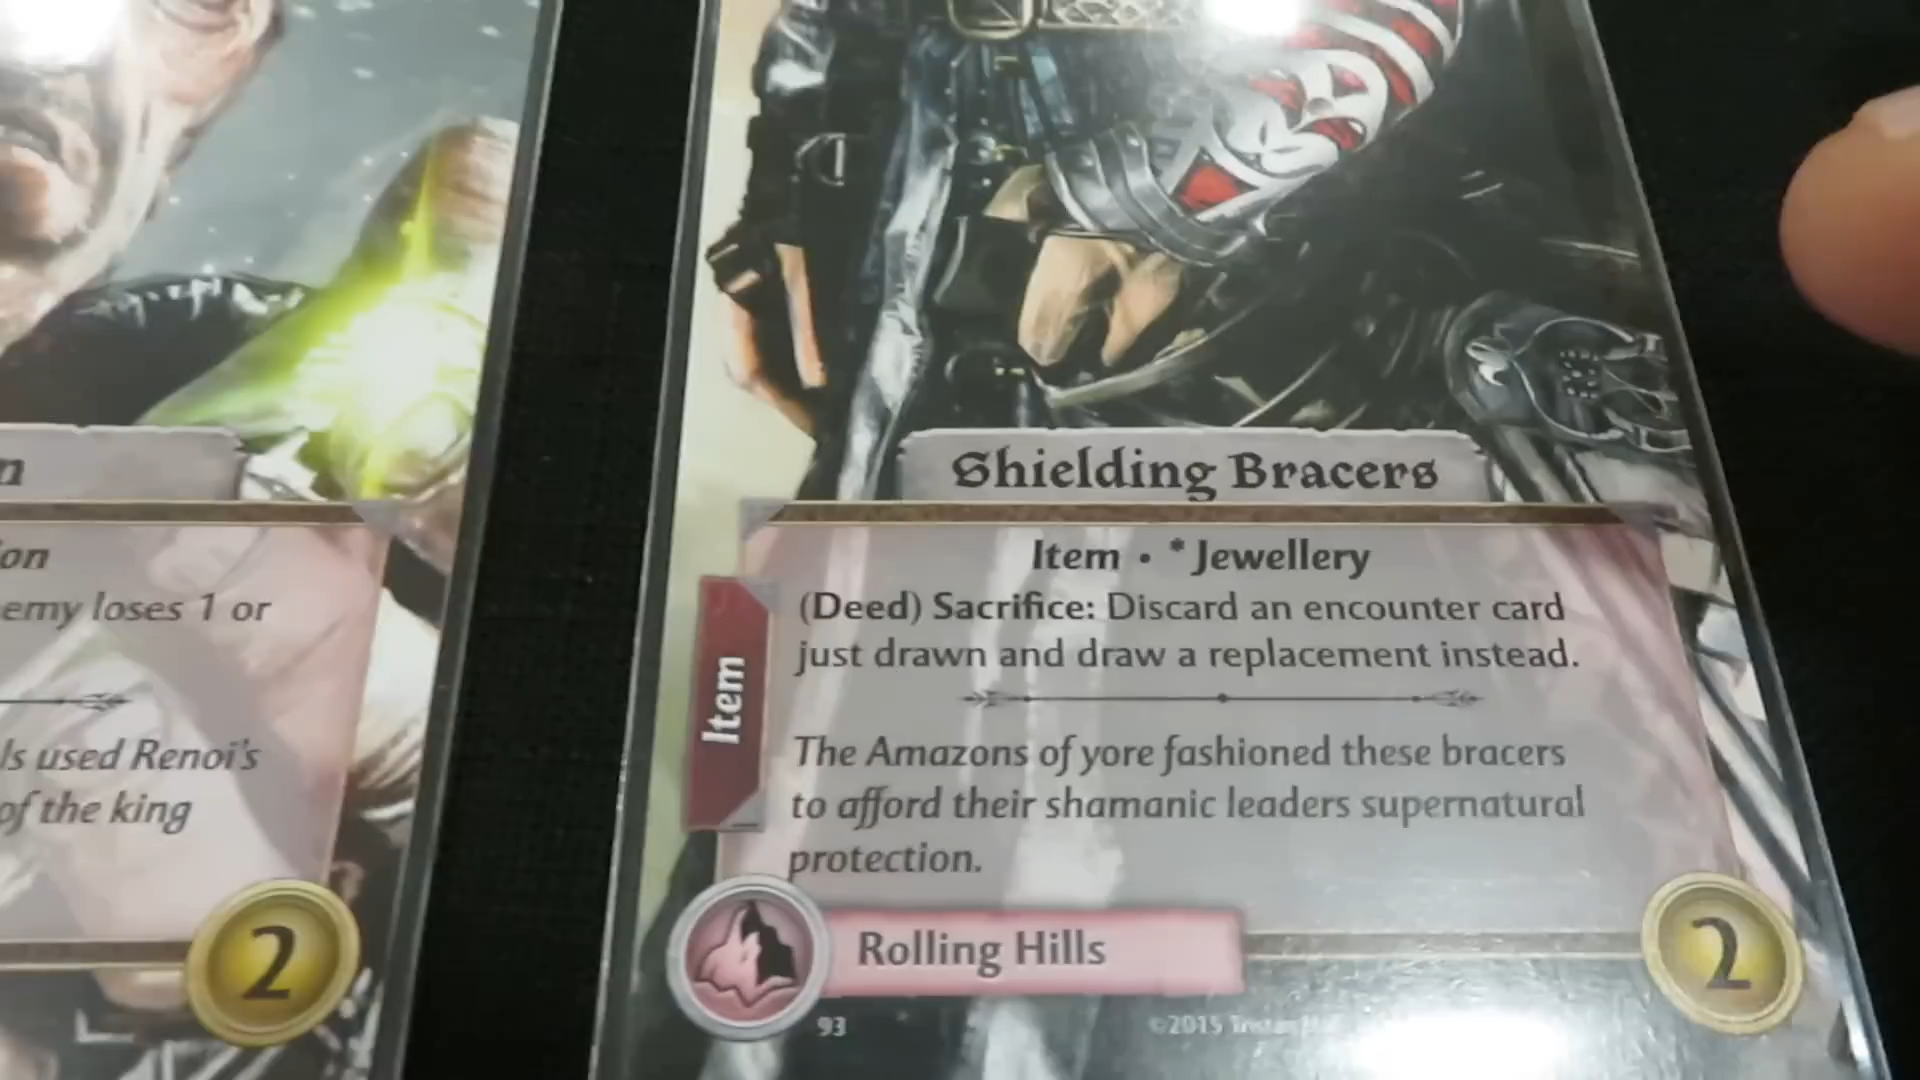 n
on
emy loses 1 or
ls used Renoi's
of the king
2
Shielding Bracers
Item • *Jewellery
(Deed) Sacrifice: Discard an encounter card
just drawn and draw a replacement instead.
Item
The Amazons of yore fashioned these bracers
to afford their shamanic leaders supernatural
protection.
Rolling Hills
2
93
©2015 Tristan